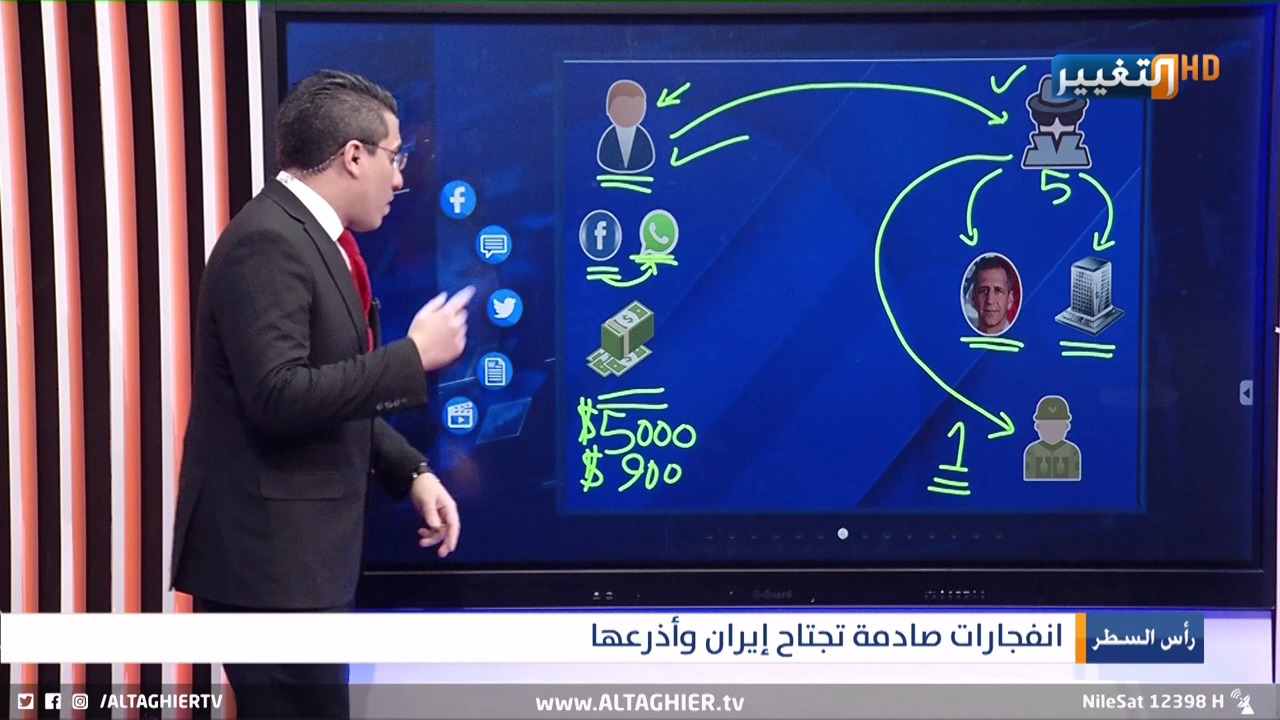 التغيير HD
5
$5000
$900
1
G-Guard
رأس السطر
انفجارات صادمة تجتاح إيران وأذرعها
/ALTAGHIERTV
www.ALTAGHIER.tv
NileSat 12398 H